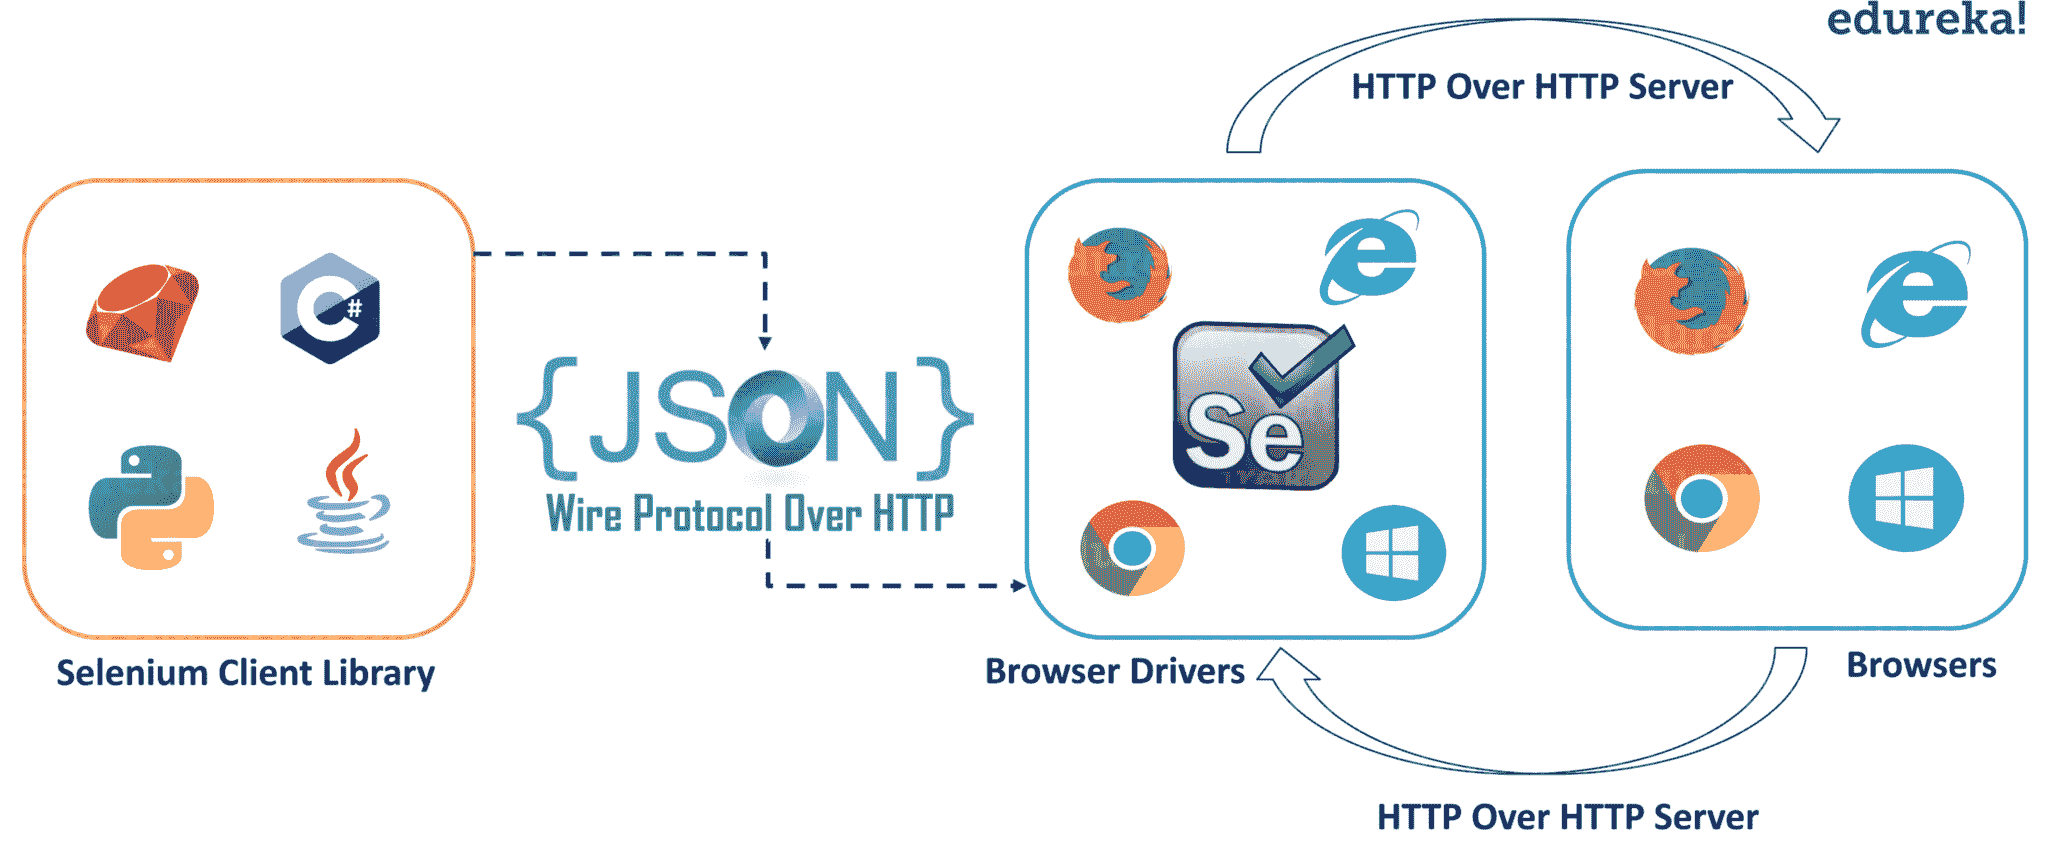 edureka!
HTTP Over HTTP Server
C#
{JSON}
Wire Protocol Over HTTP
Se
Selenium Client Library
Browser Drivers
Browsers
HTTP Over HTTP Server